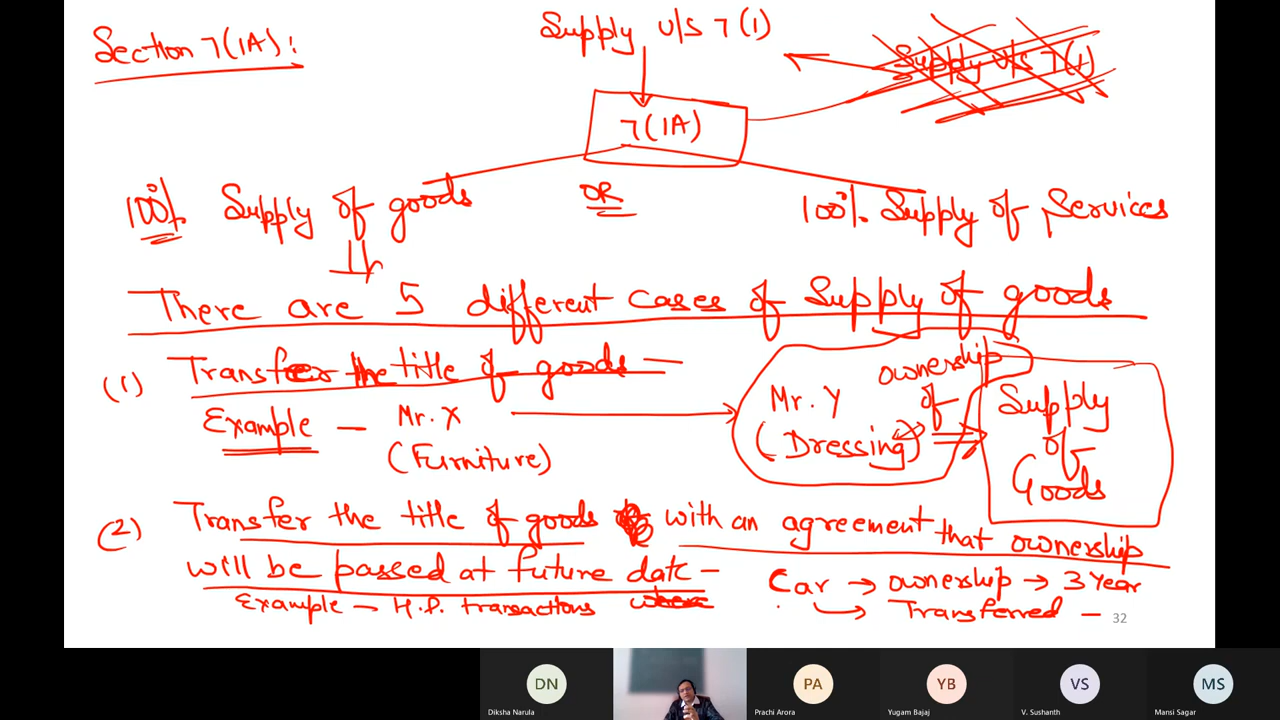 Section 7(1A):
Supply u/s 7(1)
Supply u/s 7(1)
7(1A)
100% Supply of goods
OR
100% Supply of Services
There are 5 different cases of Supply of goods
(1) Transfer the title of goods —
Example — Mr. X
(Furniture)
Mr. Y
(Dressing)
ownership
of
Supply
of
Goods
(2) Transfer the title of goods with an agreement that ownership
will be passed at future date —
Example — H.P. transactions where
Car → ownership → 3 Year
→ Transferred —
32
DN
Diksha Narula
PA
Prachi Arora
YB
Yugam Bajaj
VS
V. Sushanth
MS
Mansi Sagar